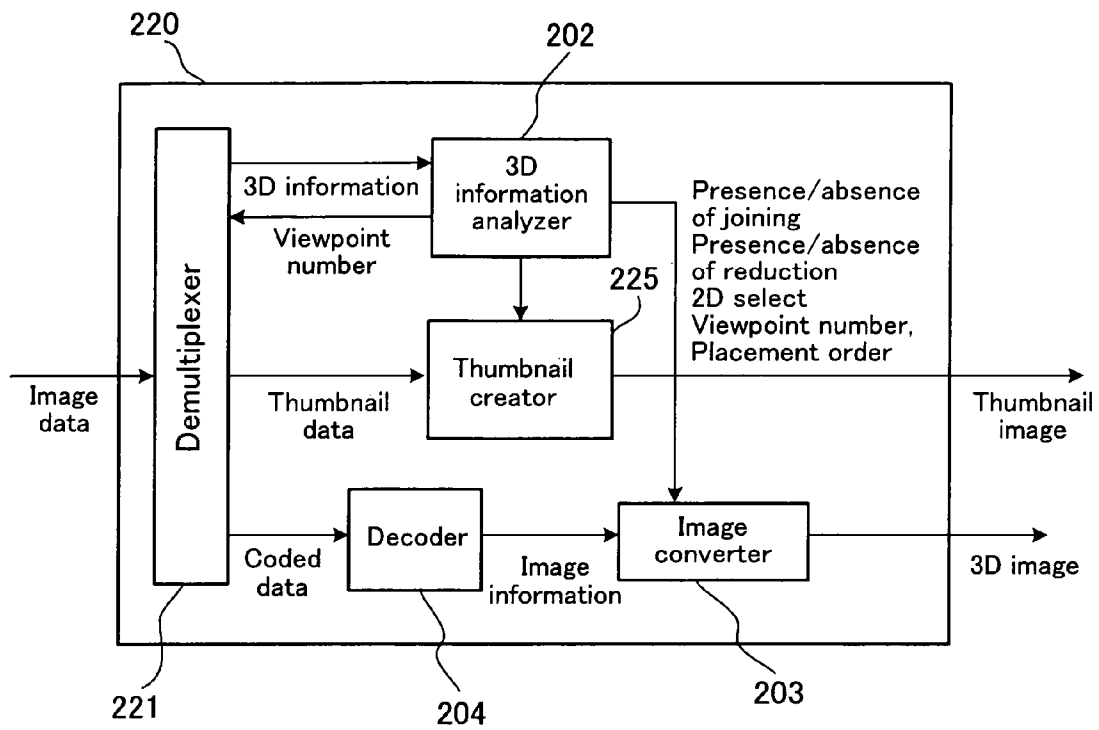 220
202
Demultiplexer
3D information
3D
information
analyzer
Viewpoint
number
Presence/absence
of joining
Presence/absence
of reduction
2D select
Viewpoint number,
Placement order
225
Image
data
Thumbnail
data
Thumbnail
creator
Thumbnail
image
Coded
data
Decoder
Image
information
Image
converter
3D image
221
204
203